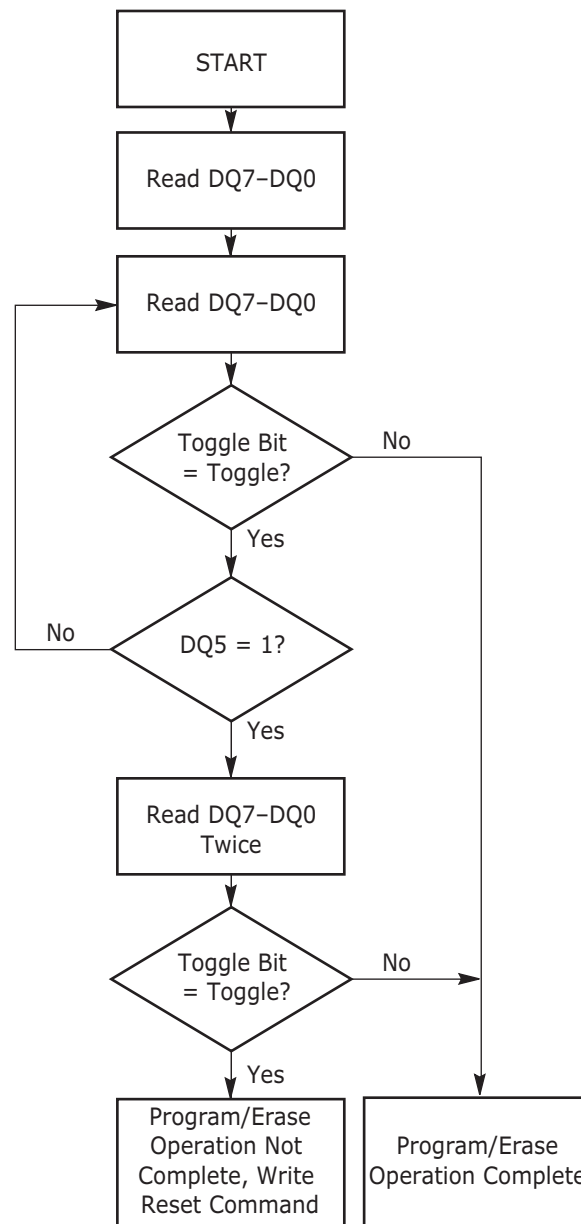 START
Read DQ7–DQ0
Read DQ7–DQ0
Toggle Bit
= Toggle?
No
Yes
No
DQ5 = 1?
Yes
Read DQ7–DQ0
Twice
Toggle Bit
= Toggle?
No
Yes
Program/Erase
Operation Not
Complete, Write
Reset Command
Program/Erase
Operation Complete